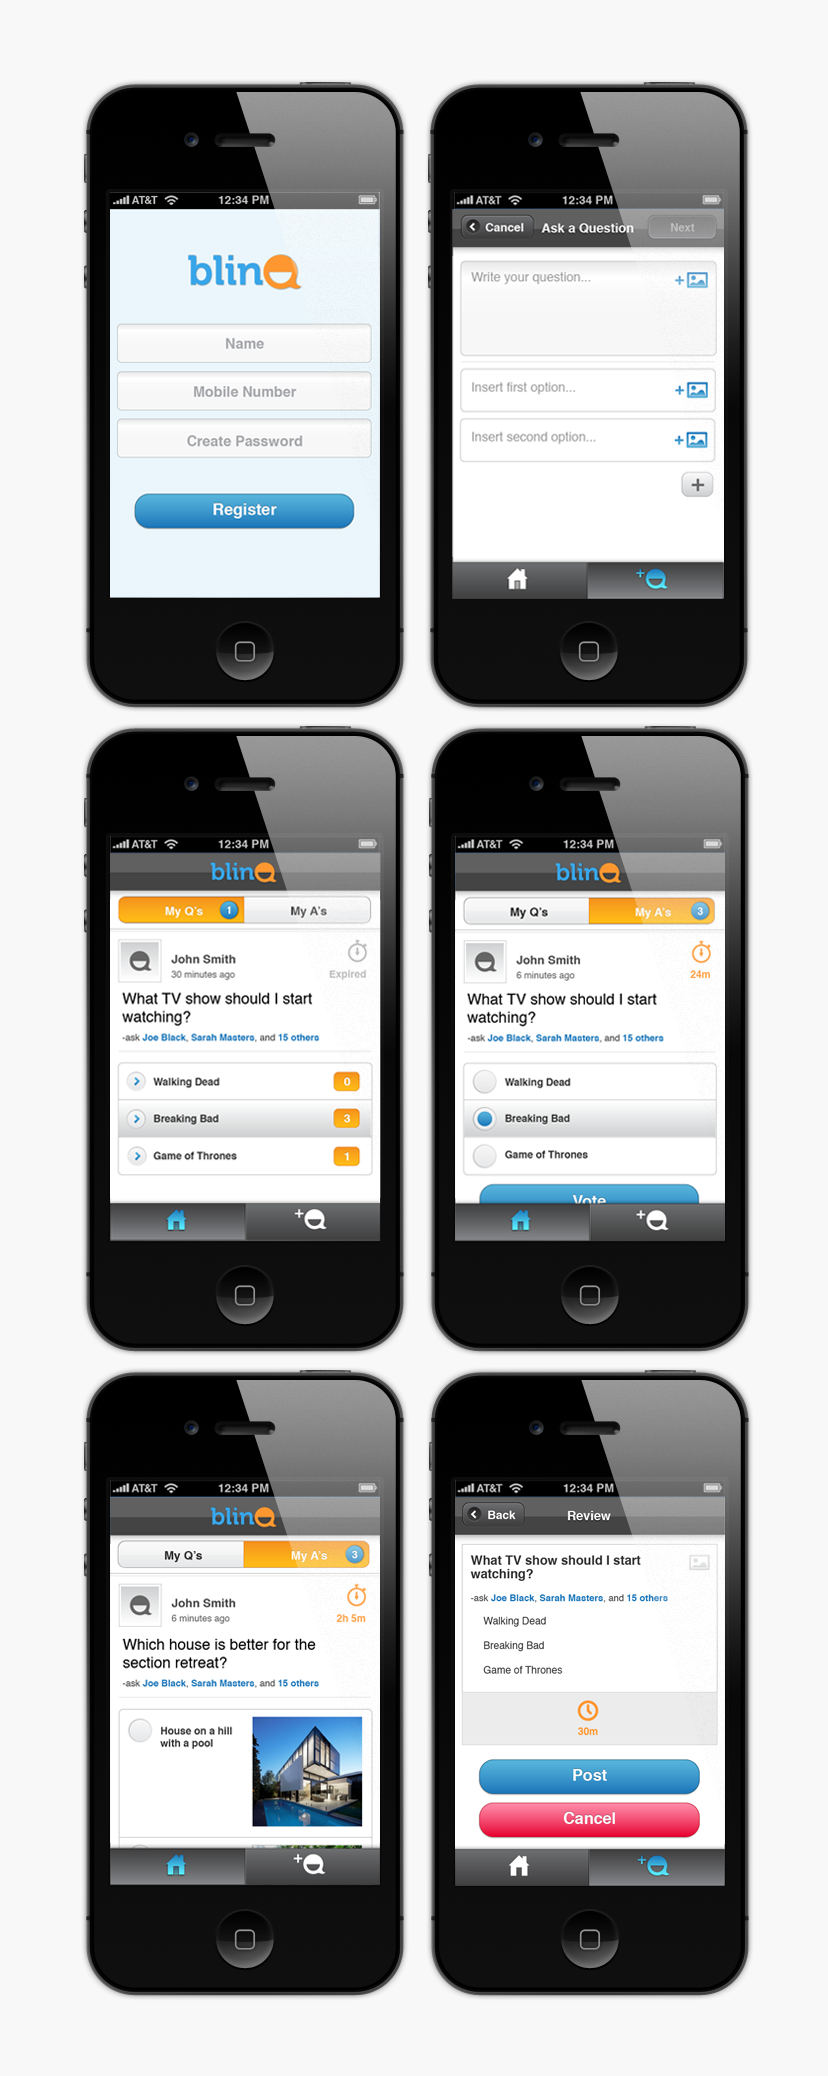 AT&T 12:34 PM
blinQ
Name
Mobile Number
Create Password
Register
AT&T 12:34 PM
Cancel Ask a Question Next
Write your question...
Insert first option...
Insert second option...
AT&T 12:34 PM
blinQ
My Q's 1 My A's
John Smith
30 minutes ago Expired
What TV show should I start
watching?
-ask Joe Black, Sarah Masters, and 15 others
Walking Dead 0
Breaking Bad 3
Game of Thrones 1
AT&T 12:34 PM
blinQ
My Q's My A's 3
John Smith
6 minutes ago 24m
What TV show should I start
watching?
-ask Joe Black, Sarah Masters, and 15 others
Walking Dead
Breaking Bad
Game of Thrones
Vote
AT&T 12:34 PM
blinQ
My Q's My A's 3
John Smith
6 minutes ago 2h 5m
Which house is better for the
section retreat?
-ask Joe Black, Sarah Masters, and 15 others
House on a hill
with a pool
AT&T 12:34 PM
Back Review
What TV show should I start
watching?
-ask Joe Black, Sarah Masters, and 15 others
Walking Dead
Breaking Bad
Game of Thrones
30m
Post
Cancel